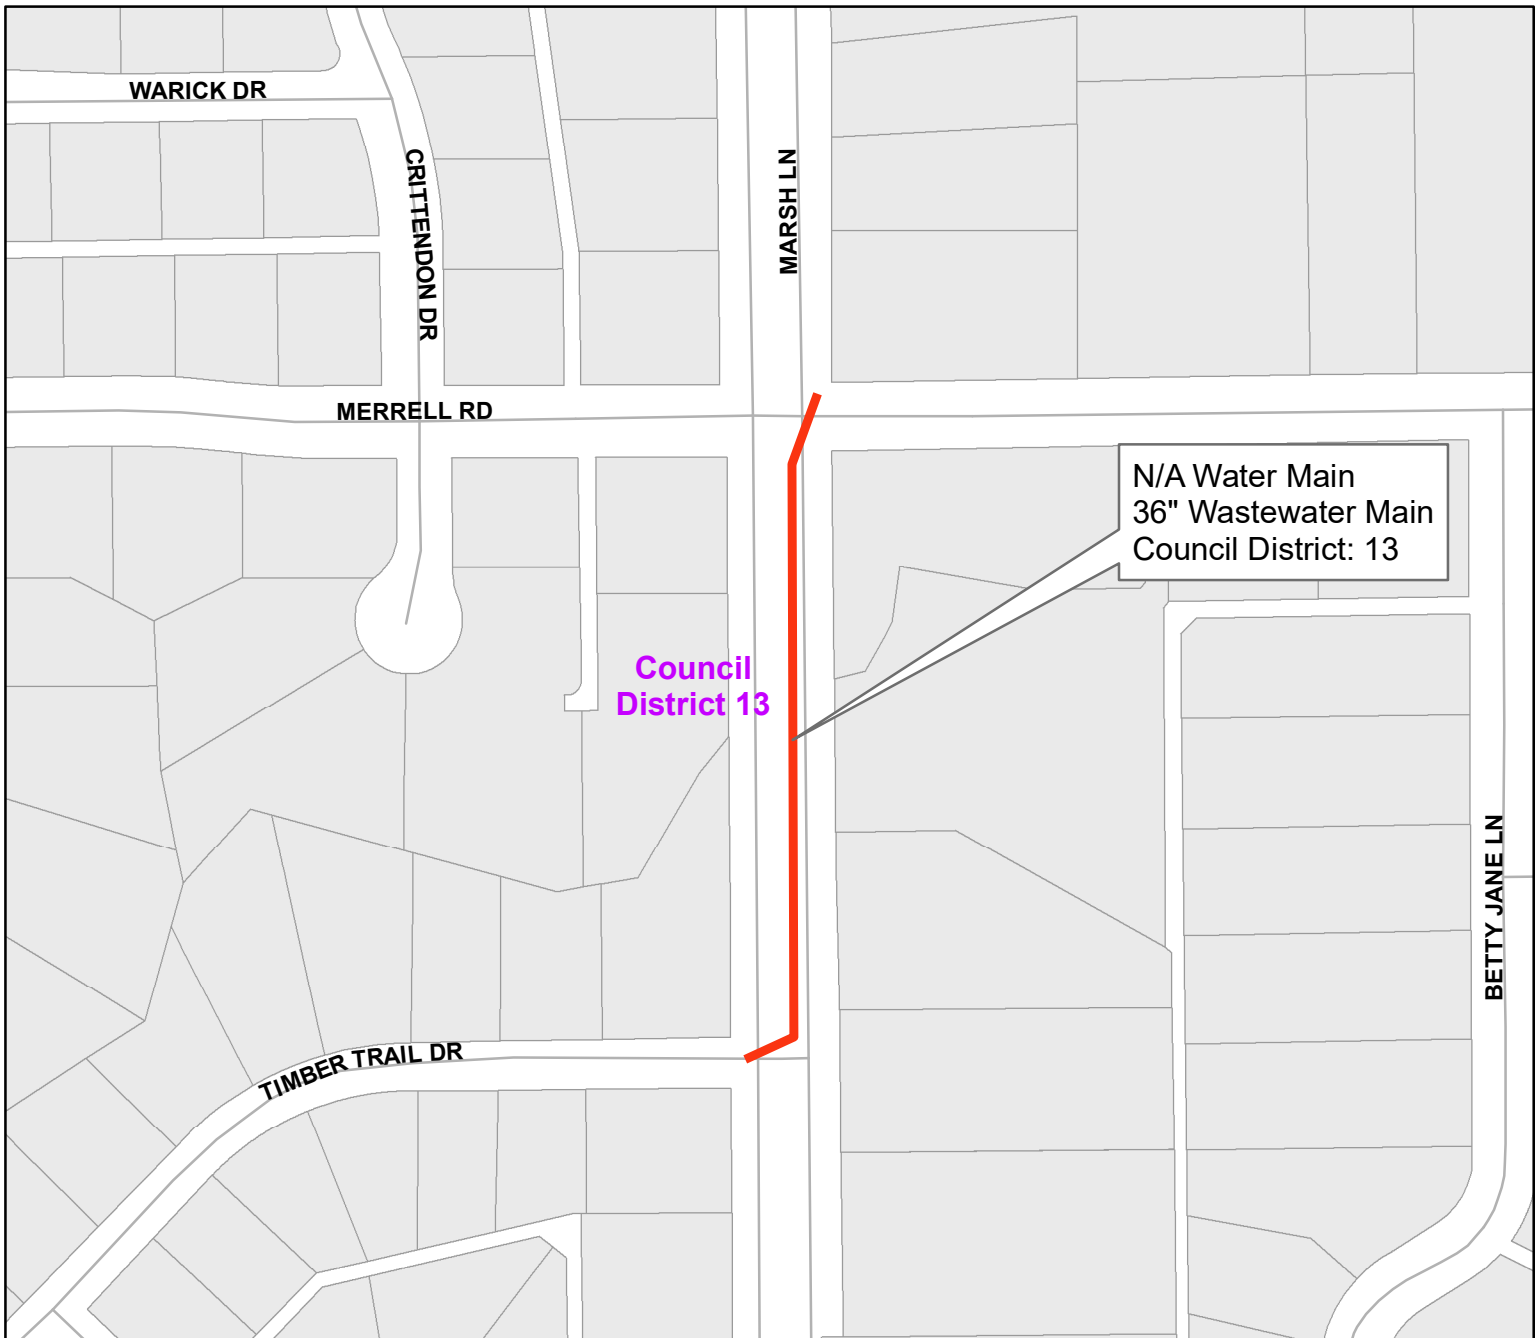 WARICK DR
CRITTENDON DR
MARSH LN
MERRELL RD
N/A Water Main
36" Wastewater Main
Council District: 13
Council
District 13
BETTY JANE LN
TIMBER TRAIL DR